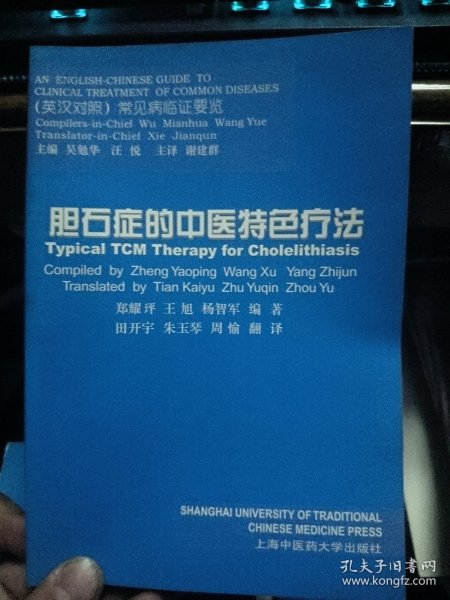 AN ENGLISH-CHINESE GUIDE TO
CLINICAL TREATMENT OF COMMON DISEASES
（英汉对照）常见病临证要览
Compilers-in-Chief Wu Mianhua Wang Yue
Translator-in-Chief Xie Jianqun
主编 吴勉华 汪 悦 主译 谢建群
胆石症的中医特色疗法
Typical TCM Therapy for Cholelithiasis
Compiled by Zheng Yaoping Wang Xu Yang Zhijun
Translated by Tian Kaiyu Zhu Yuqin Zhou Yu
郑耀坪 王 旭 杨智军 编 著
田开宇 朱玉琴 周 愉 翻 译
SHANGHAI UNIVERSITY OF TRADITIONAL
CHINESE MEDICINE PRESS
上海中医药大学出版社
孔夫子旧书网
www.kongfz.com